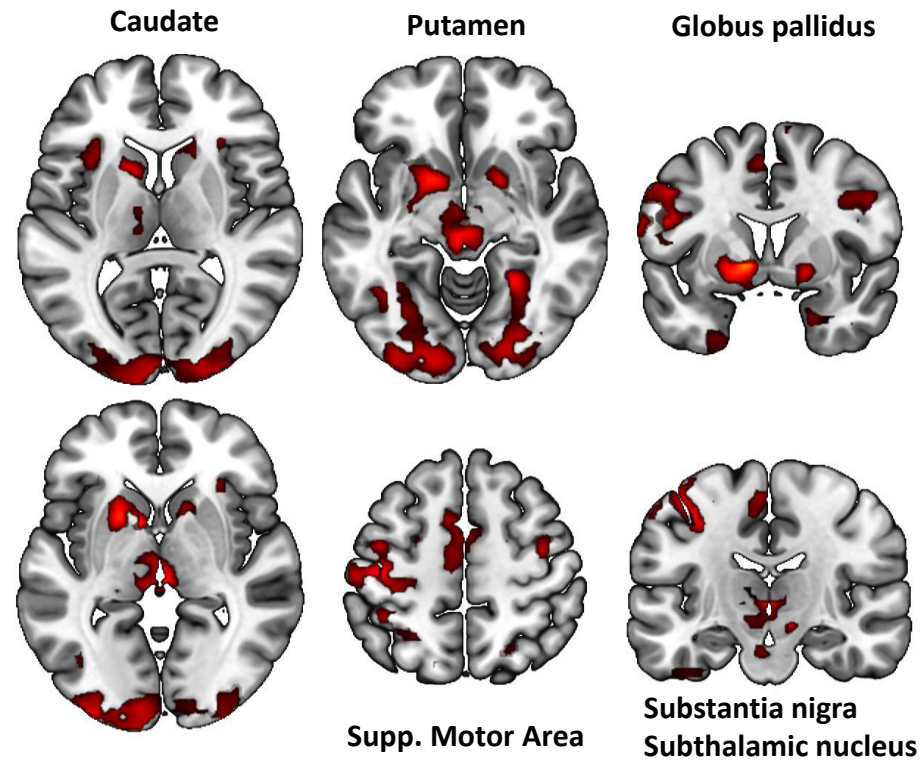 Caudate
Putamen
Globus pallidus
Supp. Motor Area
Substantia nigra
Subthalamic nucleus